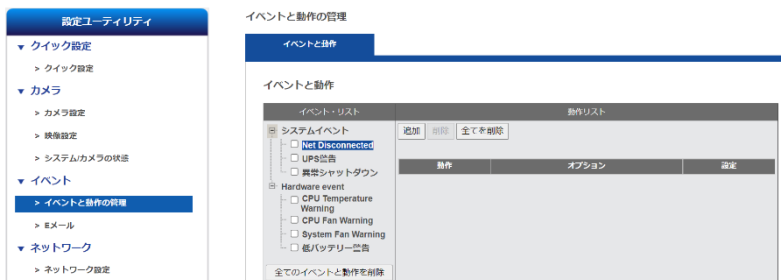 設定ユーティリティ
▼ クイック設定
> クイック設定
▼ カメラ
> カメラ設定
> 映像設定
> システム/カメラの状態
▼ イベント
> イベントと動作の管理
> Eメール
▼ ネットワーク
> ネットワーク設定
イベントと動作の管理
イベントと動作
イベントと動作
イベント・リスト
システムイベント
Net Disconnected
UPS警告
異常シャットダウン
Hardware event
CPU Temperature
Warning
CPU Fan Warning
System Fan Warning
低バッテリー警告
全てのイベントと動作を削除
動作リスト
追加 削除 全てを削除
動作 オプション 設定